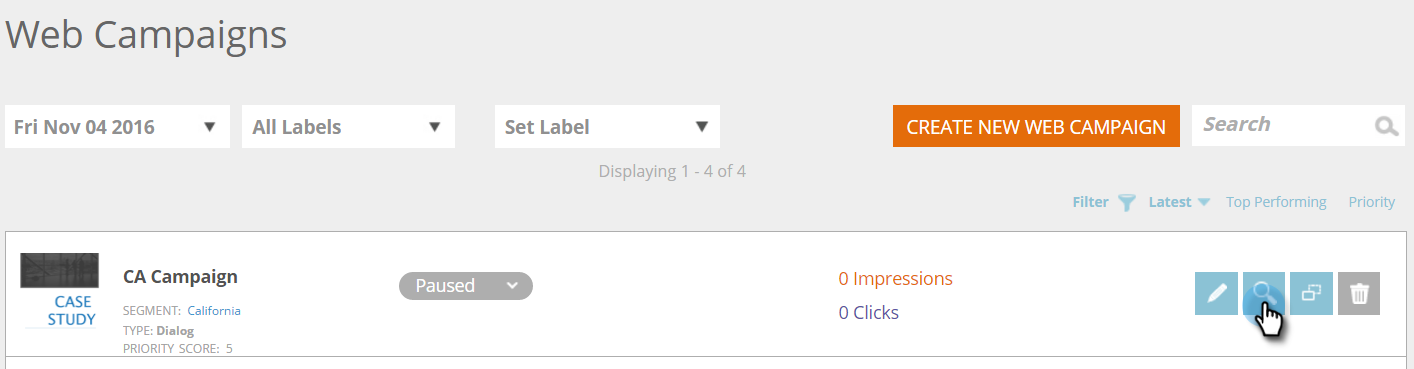 Web Campaigns
Fri Nov 04 2016
All Labels
Set Label
CREATE NEW WEB CAMPAIGN
Search
Displaying 1 - 4 of 4
Filter Latest Top Performing Priority
CASE
STUDY
CA Campaign
SEGMENT: California
TYPE: Dialog
PRIORITY SCORE: 5
Paused
0 Impressions
0 Clicks